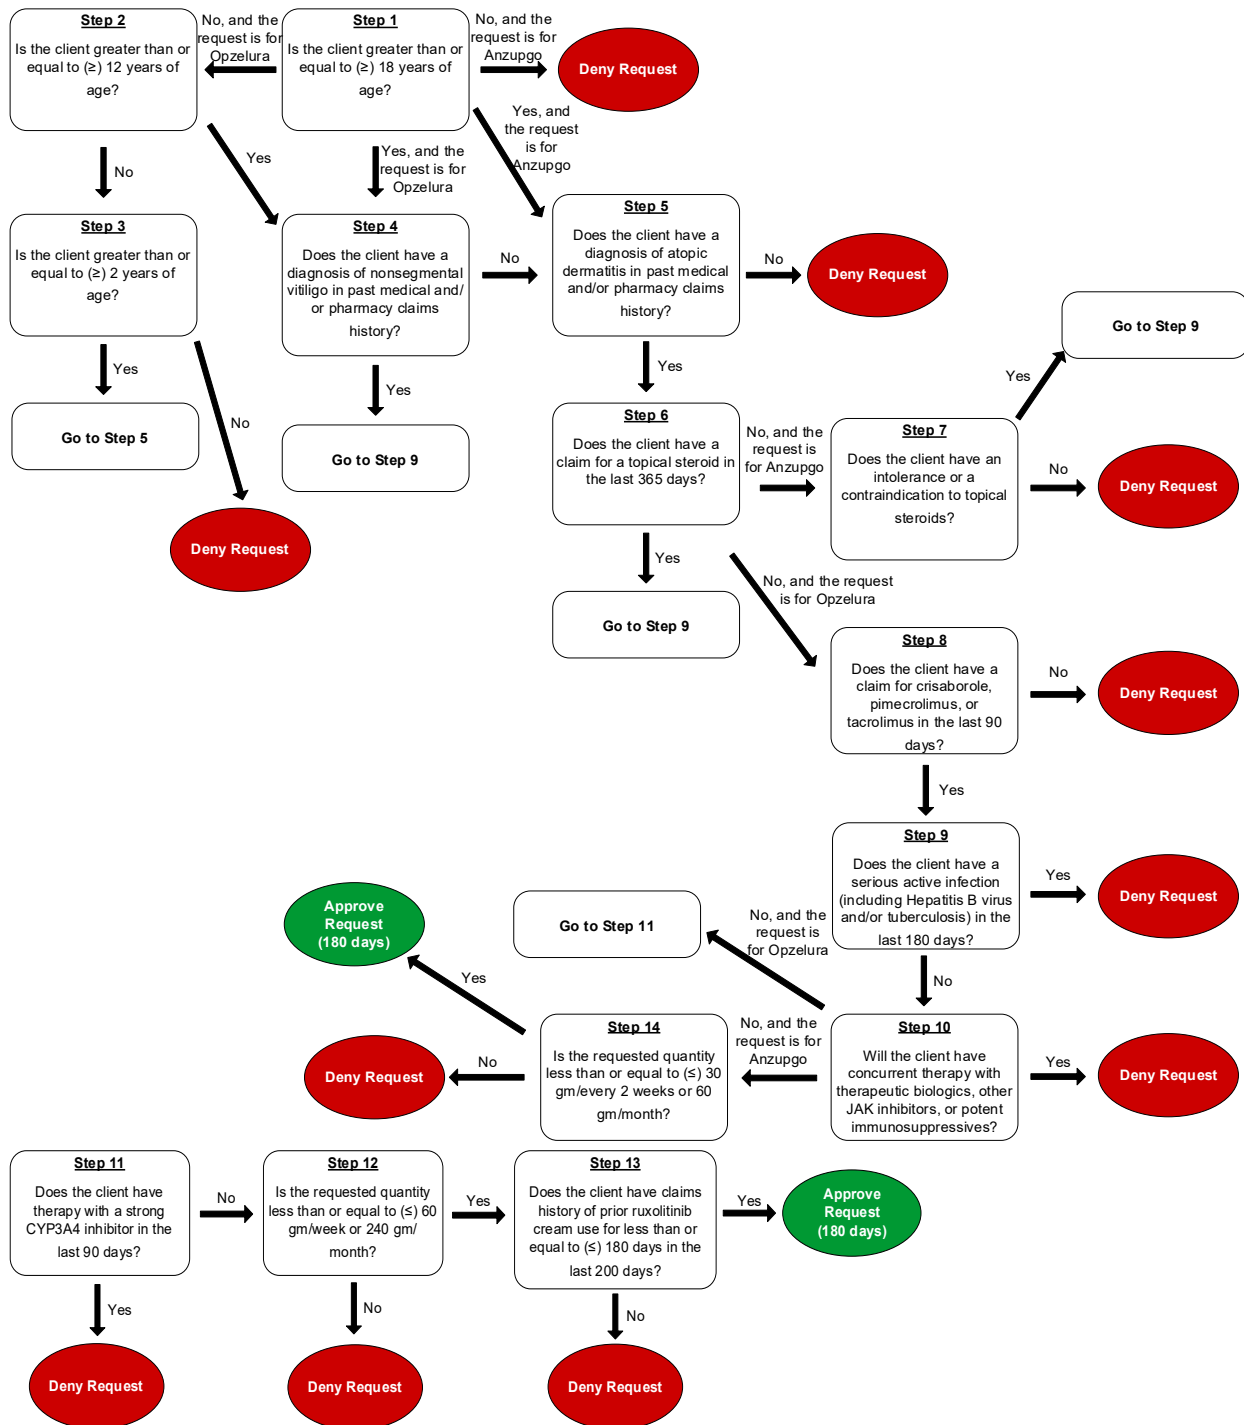 Step 2
Is the client greater than or
equal to (≥) 12 years of
age?
No, and the
request is for
Opzelura
Step 1
Is the client greater than or
equal to (≥) 18 years of
age?
No, and the
request is for
Anzupgo
Deny Request
No
Yes
Yes, and the
request is for
Opzelura
Yes, and
the request
is for
Anzupgo
Step 3
Is the client greater than or
equal to (≥) 2 years of
age?
Step 4
Does the client have a
diagnosis of nonsegmental
vitiligo in past medical and/
or pharmacy claims
history?
No
Step 5
Does the client have a
diagnosis of atopic
dermatitis in past medical
and/or pharmacy claims
history?
No
Deny Request
Yes
No
Yes
Yes
Go to Step 5
Go to Step 9
Deny Request
Step 6
Does the client have a
claim for a topical steroid in
the last 365 days?
No, and the
request is
for Anzupgo
Step 7
Does the client have an
intolerance or a
contraindication to topical
steroids?
Yes
Go to Step 9
No
Deny Request
Yes
Go to Step 9
No, and the request
is for Opzelura
Step 8
Does the client have a
claim for crisaborole,
pimecrolimus, or
tacrolimus in the last 90
days?
No
Deny Request
Yes
Step 9
Does the client have a
serious active infection
(including Hepatitis B virus
and/or tuberculosis) in the
last 180 days?
Yes
Deny Request
No
Step 10
Will the client have
concurrent therapy with
therapeutic biologics, other
JAK inhibitors, or potent
immunosuppressives?
Yes
Deny Request
No, and the
request is
for Opzelura
Go to Step 11
No, and the
request is for
Anzupgo
Step 14
Is the requested quantity
less than or equal to (≤) 30
gm/every 2 weeks or 60
gm/month?
Yes
Approve
Request
(180 days)
No
Deny Request
Step 11
Does the client have
therapy with a strong
CYP3A4 inhibitor in the
last 90 days?
No
Step 12
Is the requested quantity
less than or equal to (≤) 60
gm/week or 240 gm/
month?
Yes
Step 13
Does the client have claims
history of prior ruxolitinib
cream use for less than or
equal to (≤) 180 days in the
last 200 days?
Yes
Approve
Request
(180 days)
Yes
No
No
Deny Request
Deny Request
Deny Request